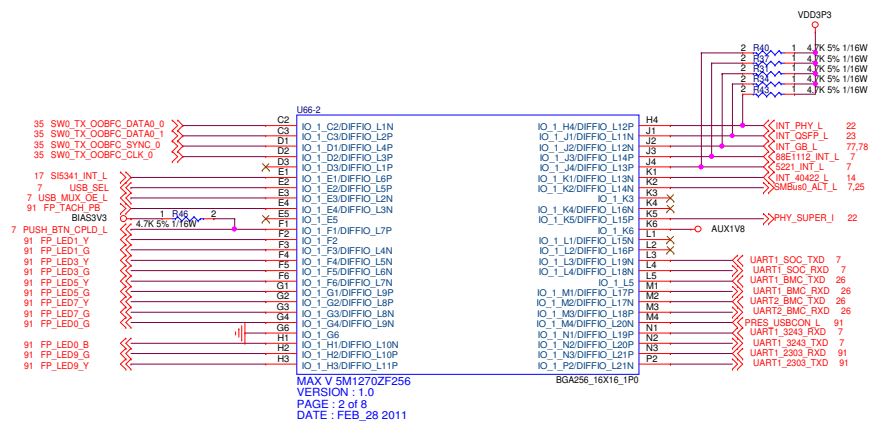 VDD3P3
2 R40 1 4.7K 5% 1/16W
2 R37 1 4.7K 5% 1/16W
2 R31 1 4.7K 5% 1/16W
2 R34 1 4.7K 5% 1/16W
2 R43 1 4.7K 5% 1/16W
U66-2
35 SW0_TX_OOBFC_DATA0_0 C2 IO_1_C2/DIFFIO_L1N
35 SW0_TX_OOBFC_DATA0_1 C3 IO_1_C3/DIFFIO_L2P
35 SW0_TX_OOBFC_SYNC_0 D1 IO_1_D1/DIFFIO_L4P
35 SW0_TX_OOBFC_CLK_0 D2 IO_1_D2/DIFFIO_L3P
D3 IO_1_D3/DIFFIO_L1P
17 SI5341_INT_L E1 IO_1_E1/DIFFIO_L6P
7 USB_SEL E2 IO_1_E2/DIFFIO_L5P
7 USB_MUX_OE_L E3 IO_1_E3/DIFFIO_L2N
91 FP_TACH_PB E4 IO_1_E4/DIFFIO_L3N
BIAS3V3 R46 2 4.7K 5% 1/16W E5 IO_1_E5
7 PUSH_BTN_CPLD_L F1 IO_1_F1/DIFFIO_L7P
91 FP_LED1_Y F2 IO_1_F2
91 FP_LED1_G F3 IO_1_F3/DIFFIO_L4N
91 FP_LED3_Y F4 IO_1_F4/DIFFIO_L5N
91 FP_LED3_G F5 IO_1_F5/DIFFIO_L6N
91 FP_LED5_Y F6 IO_1_F6/DIFFIO_L7N
91 FP_LED5_G G1 IO_1_G1/DIFFIO_L9P
91 FP_LED7_Y G2 IO_1_G2/DIFFIO_L8P
91 FP_LED7_G G3 IO_1_G3/DIFFIO_L8N
91 FP_LED0_G G4 IO_1_G4/DIFFIO_L9N
G6 IO_1_G6
91 FP_LED0_B H1 IO_1_H1/DIFFIO_L10N
91 FP_LED9_G H2 IO_1_H2/DIFFIO_L10P
91 FP_LED9_Y H3 IO_1_H3/DIFFIO_L11P
IO_1_H4/DIFFIO_L12P H4 INT_PHY_L 22
IO_1_J1/DIFFIO_L11N J1 INT_QSFP_L 23
IO_1_J2/DIFFIO_L12N J2 INT_GB_L 77,78
IO_1_J3/DIFFIO_L14P J3 88E1112_INT_L 7
IO_1_J4/DIFFIO_L13P J4 5221_INT_L 7
IO_1_K1/DIFFIO_L13N K1 INT_40422_L 14
IO_1_K2/DIFFIO_L14N K2 SMBus0_ALT_L 7,25
IO_1_K3 K3
IO_1_K4/DIFFIO_L16N K4
IO_1_K5/DIFFIO_L15P K5 PHY_SUPER_I 22
IO_1_K6 K6 AUX1V8
IO_1_L1/DIFFIO_L15N L1
IO_1_L2/DIFFIO_L16P L2
IO_1_L3/DIFFIO_L19N L3 UART1_SOC_TXD 7
IO_1_L4/DIFFIO_L18N L4 UART1_SOC_RXD 7
IO_1_L5 L5 UART1_BMC_TXD 26
IO_1_M1/DIFFIO_L17P M1 UART1_BMC_RXD 26
IO_1_M2/DIFFIO_L17N M2 UART2_BMC_TXD 26
IO_1_M3/DIFFIO_L18P M3 UART2_BMC_RXD 26
IO_1_M4/DIFFIO_L20N M4 PRES_USBCON_L 91
IO_1_N1/DIFFIO_L19P N1 UART1_3243_RXD 7
IO_1_N2/DIFFIO_L20P N2 UART1_3243_TXD 7
IO_1_N3/DIFFIO_L21P N3 UART1_2303_RXD 91
IO_1_P2/DIFFIO_L21N P2 UART1_2303_TXD 91
MAX V 5M1270ZF256 BGA256_16X16_1P0
VERSION : 1.0
PAGE : 2 of 8
DATE : FEB_28 2011